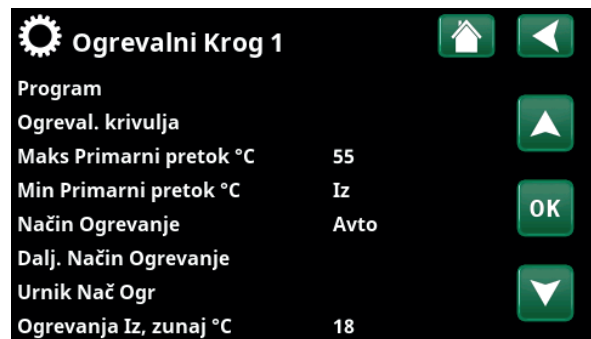 Ogrevalni Krog 1
Program
Ogreval. krivulja
Maks Primarni pretok °C 55
Min Primarni pretok °C Iz
Način Ogrevanje Avto
OK
Dalj. Način Ogrevanje
Urnik Nač Ogr
Ogrevanja Iz, zunaj °C 18